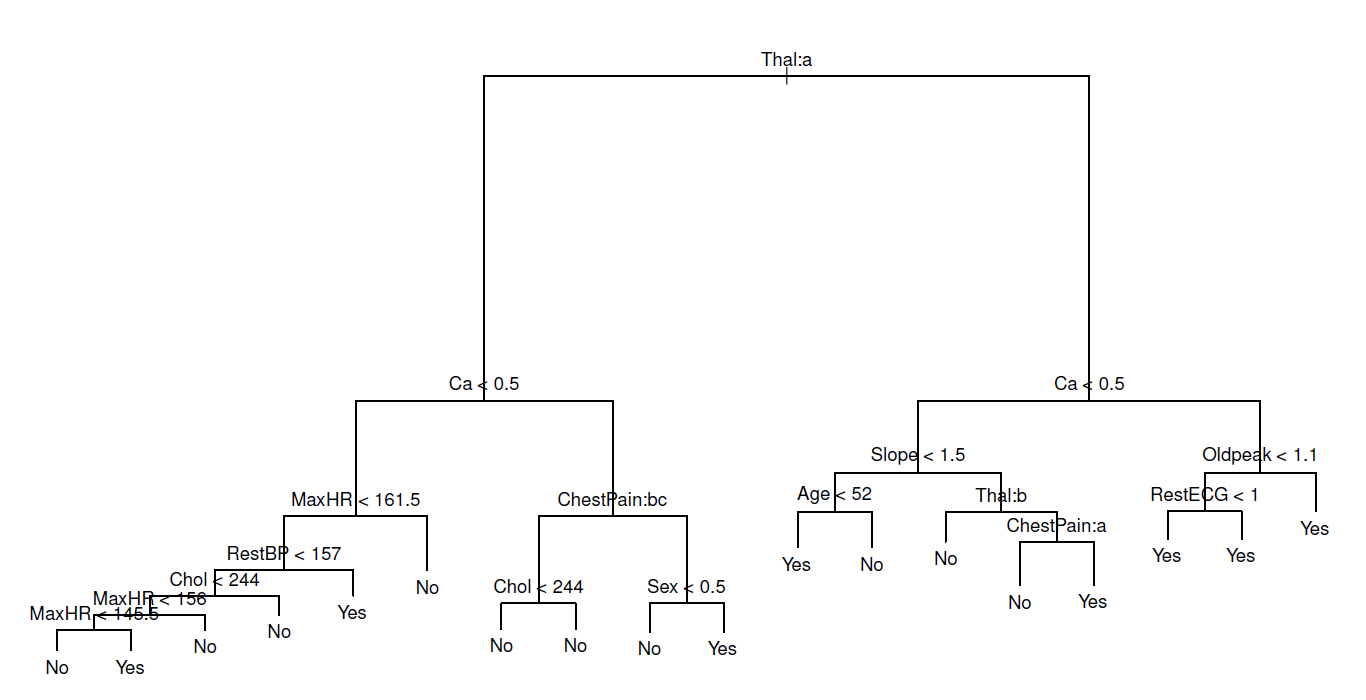 Thal:a
Ca < 0.5
Ca < 0.5
Slope < 1.5
Oldpeak < 1.1
MaxHR < 161.5
ChestPain:bc
Age < 52
Thal:b
RestECG < 1
ChestPain:a
Yes
RestBP < 157
Yes
No
No
Yes
Yes
Chol < 244
No
Chol < 244
Sex < 0.5
No
Yes
MaxHR < 156
Yes
MaxHR < 145.5
No
No
No
No
No
Yes
No
Yes